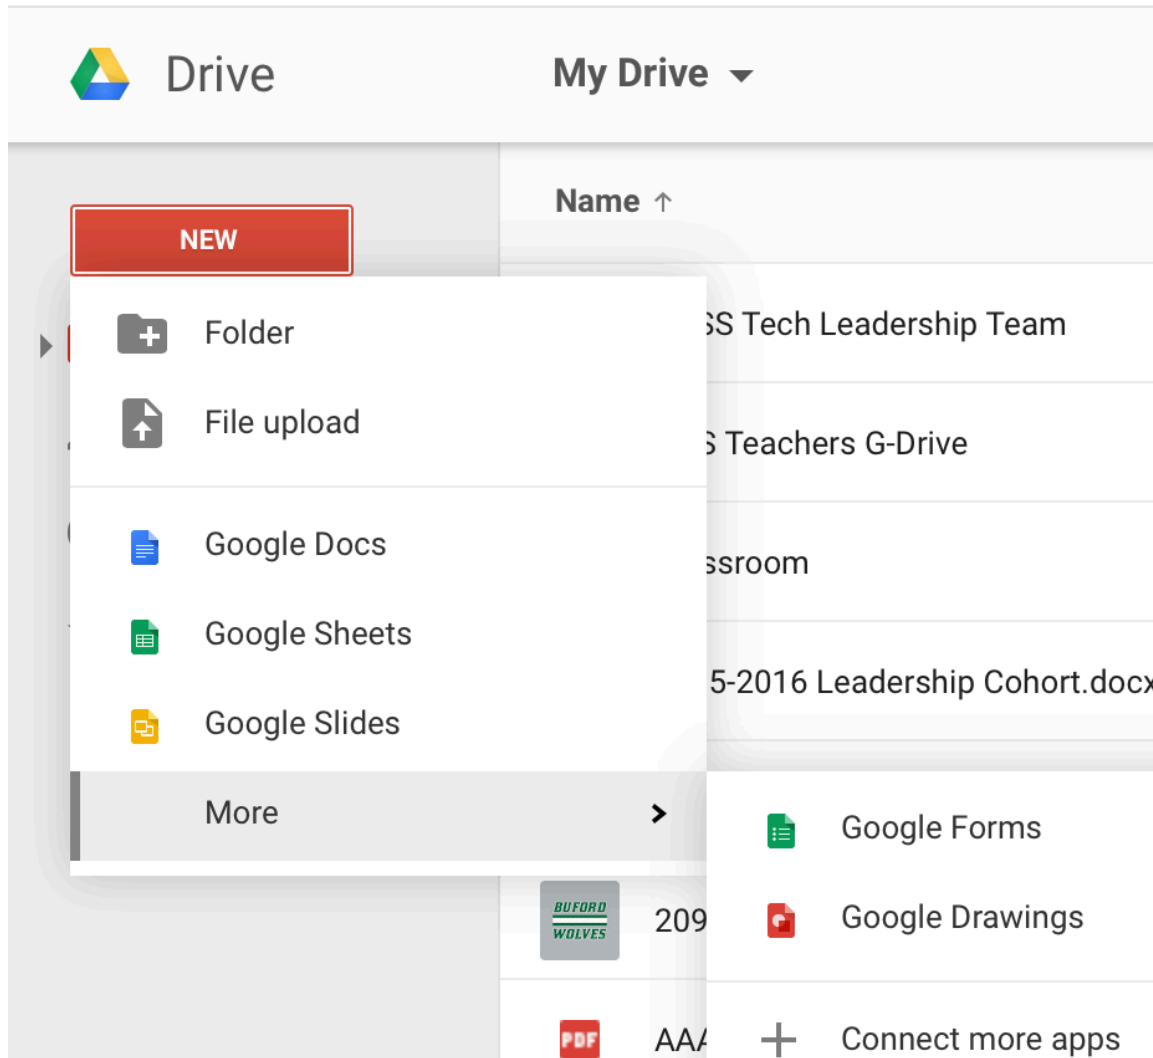 Drive
My Drive
Name ↑
NEW
Folder
File upload
Google Docs
Google Sheets
Google Slides
More
SS Tech Leadership Team
S Teachers G-Drive
ssroom
5-2016 Leadership Cohort.docx
Google Forms
Google Drawings
Connect more apps
BUFORD
WOLVES
209
PDF
AAA